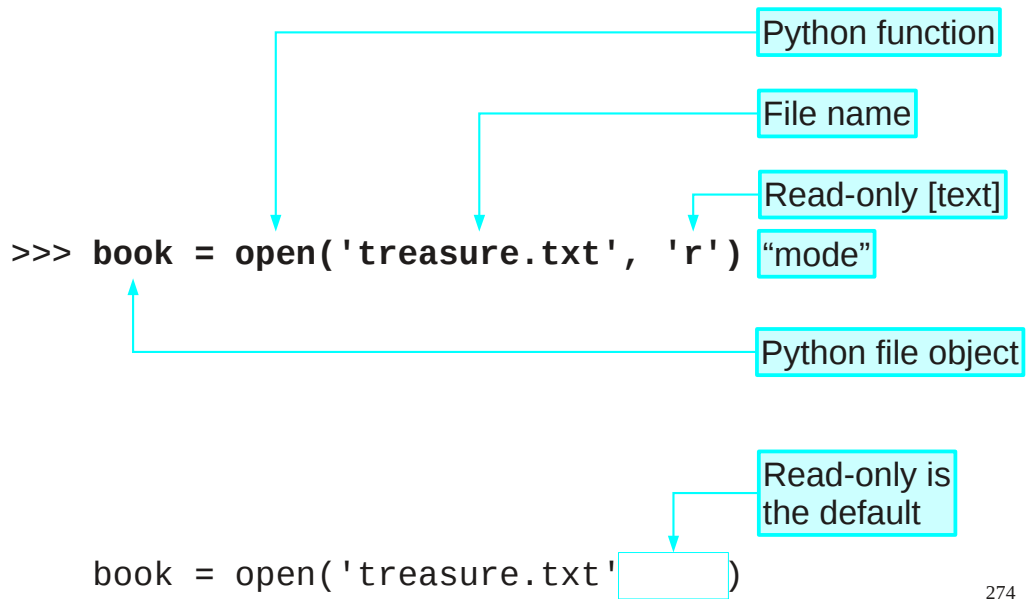 Python function
File name
Read-only [text]
>>> book = open('treasure.txt', 'r') “mode”
Python file object
Read-only is
the default
book = open('treasure.txt' )
274